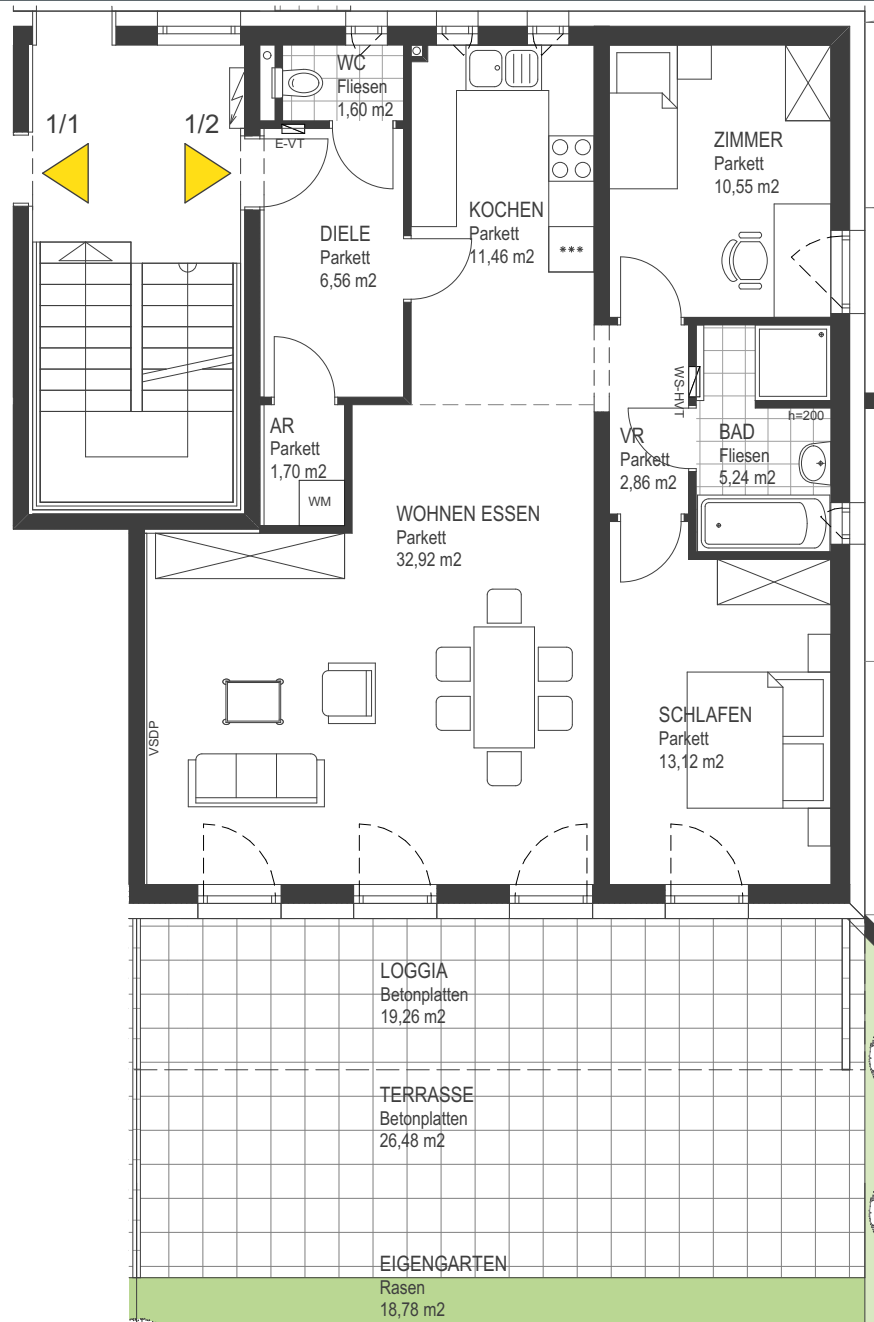 WC
Fliesen
1,60 m2
1/1
1/2
E-VT
ZIMMER
Parkett
10,55 m2
KOCHEN
Parkett
11,46 m2
***
DIELE
Parkett
6,56 m2
WS-HVT
h=200
AR
Parkett
1,70 m2
WM
VR
Parkett
2,86 m2
BAD
Fliesen
5,24 m2
WOHNEN ESSEN
Parkett
32,92 m2
VSDP
SCHLAFEN
Parkett
13,12 m2
LOGGIA
Betonplatten
19,26 m2
TERRASSE
Betonplatten
26,48 m2
EIGENGARTEN
Rasen
18,78 m2